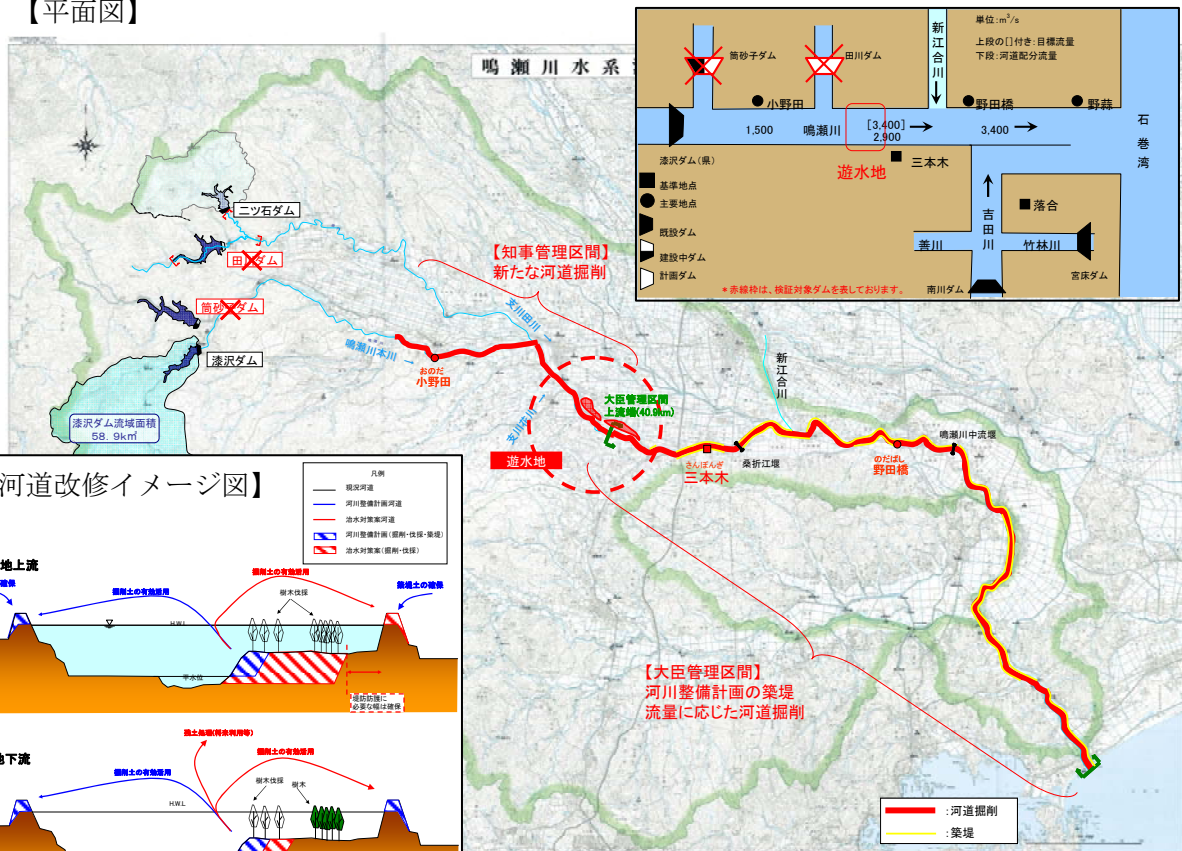 【平面図】
鳴瀬川水系
単位:m³/s
上段の[]付き:目標流量
下段:河道配分流量
新江合川
筒砂子ダム
田川ダム
小野田
野田橋
野蒜
1,500
鳴瀬川
[3,400]
2,900
3,400
石巻湾
遊水地
三本木
漆沢ダム(県)
基準地点
主要地点
既設ダム
建設中ダム
計画ダム
吉田川
落合
善川
竹林川
南川ダム
宮床ダム
*赤線枠は、検証対象ダムを表しております。
二ツ石ダム
田川ダム
筒砂子ダム
漆沢ダム
漆沢ダム流域面積
58.9km²
【知事管理区間】
新たな河道掘削
支川田川
鳴瀬川本川
おのだ
小野田
支川花川
大臣管理区間
上流端(40.9km)
遊水地
さんぼんぎ
三本木
桑折江堰
新江合川
のだばし
野田橋
鳴瀬川中流堰
【大臣管理区間】
河川整備計画の築堤
流量に応じた河道掘削
:河道掘削
:築堤
河道改修イメージ図】
凡例
現況河道
河川整備計画河道
治水対策案河道
河川整備計画(掘削・伐採・築堤)
治水対策案(掘削・伐採)
地上流
確保
掘削土の有効活用
掘削土の有効活用
築堤土の確保
樹木伐採
H.W.L
平水位
堤防防護に
必要な幅は確保
地下流
残土処理(将来利用等)
掘削土の有効活用
掘削土の有効活用
樹木伐採
樹木
H.W.L